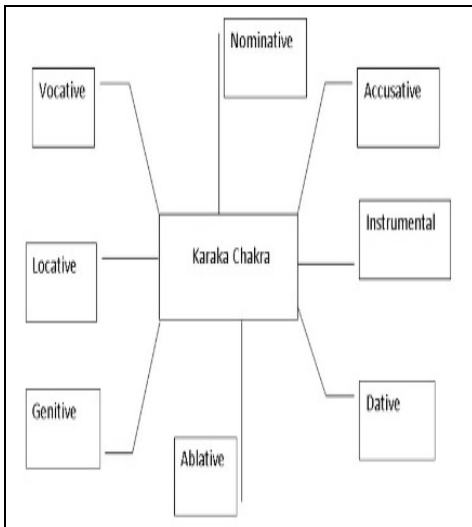 Nominative
Vocative
Accusative
Instrumental
Karaka Chakra
Locative
Genitive
Dative
Ablative